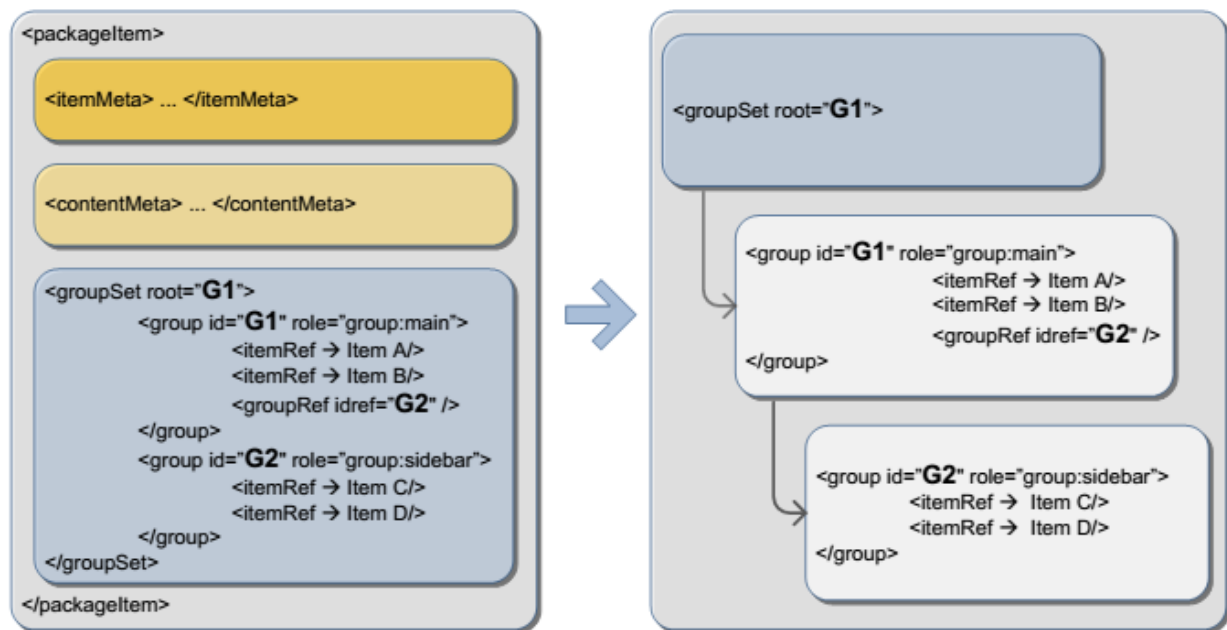 <packageItem>
<itemMeta> ... </itemMeta>
<contentMeta> ... </contentMeta>
<groupSet root="G1">
<group id="G1" role="group:main">
<itemRef → Item A/>
<itemRef → Item B/>
<groupRef idref="G2" />
</group>
<group id="G2" role="group:sidebar">
<itemRef → Item C/>
<itemRef → Item D/>
</group>
</groupSet>
</packageItem>
<groupSet root="G1">
<group id="G1" role="group:main">
<itemRef → Item A/>
<itemRef → Item B/>
<groupRef idref="G2" />
</group>
<group id="G2" role="group:sidebar">
<itemRef → Item C/>
<itemRef → Item D/>
</group>